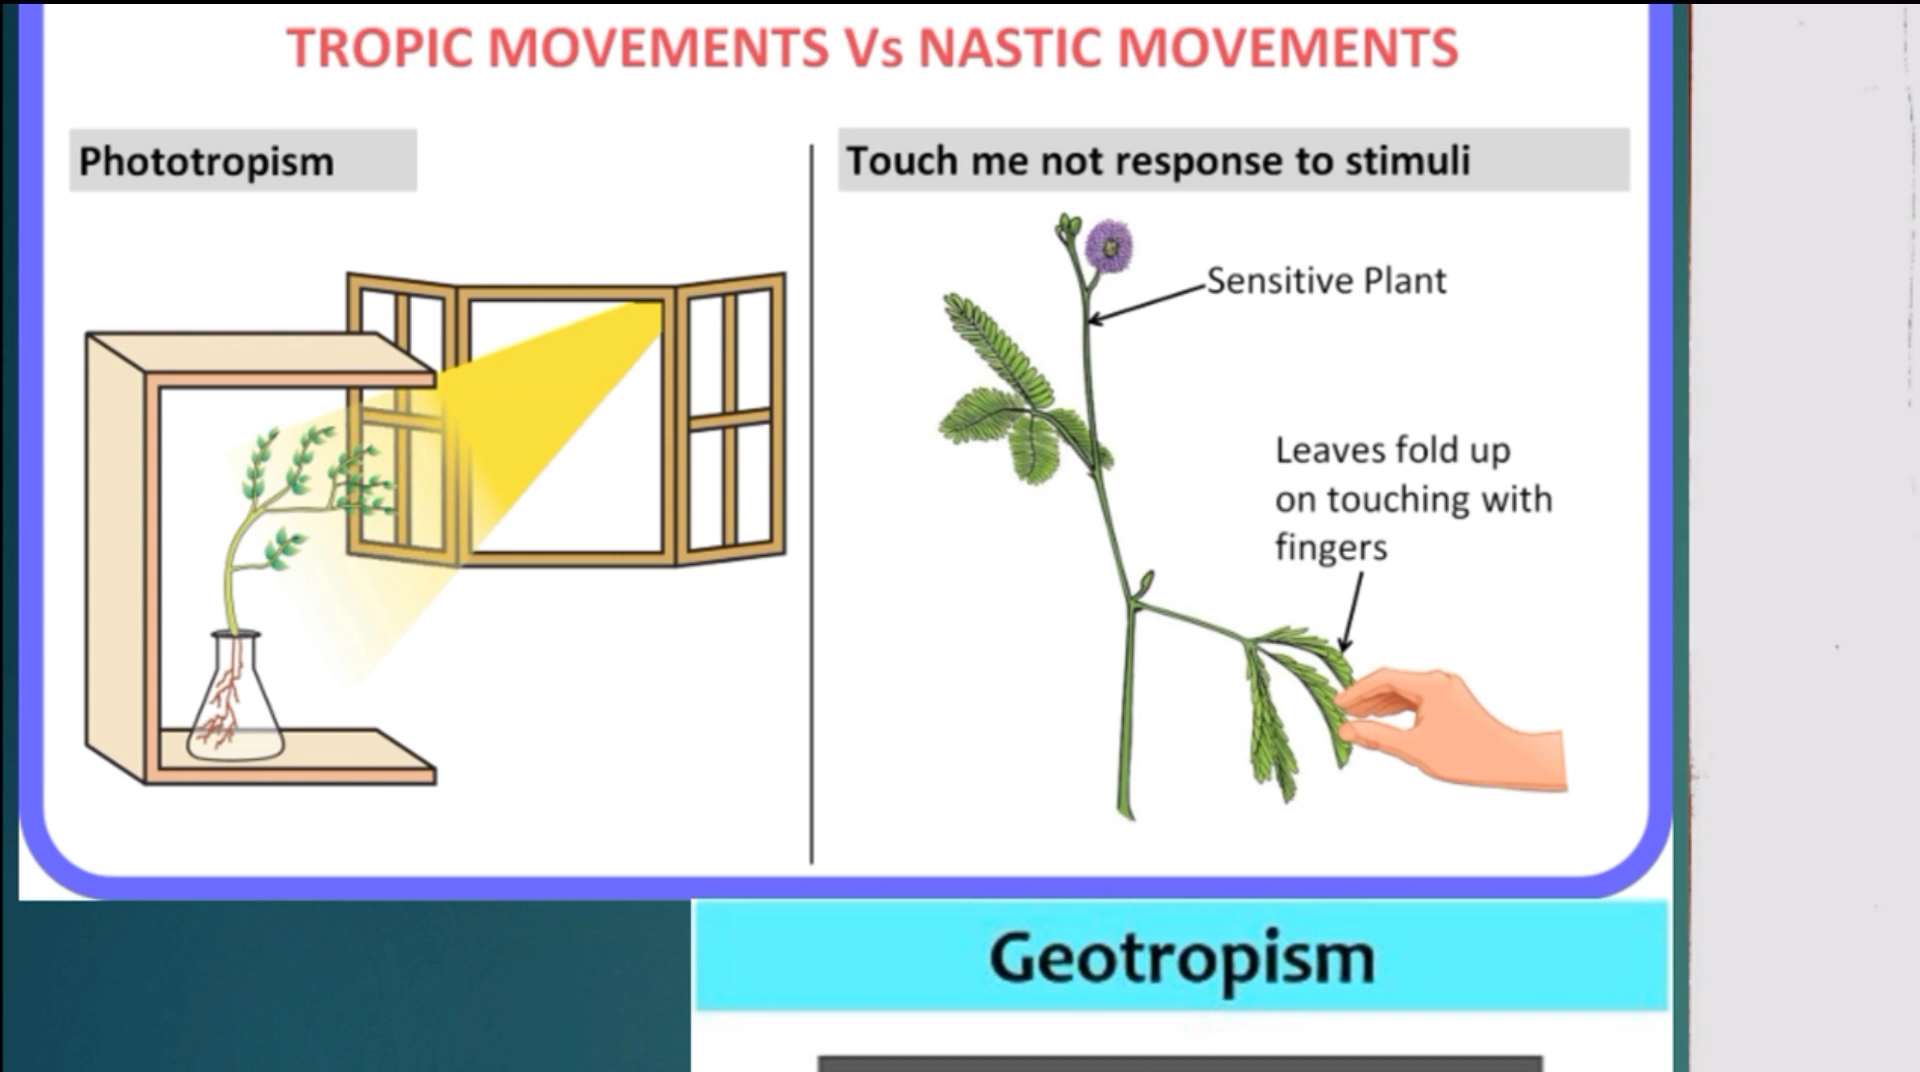 TROPIC MOVEMENTS Vs NASTIC MOVEMENTS
Phototropism
Touch me not response to stimuli
Sensitive Plant
Leaves fold up
on touching with
fingers
Geotropism